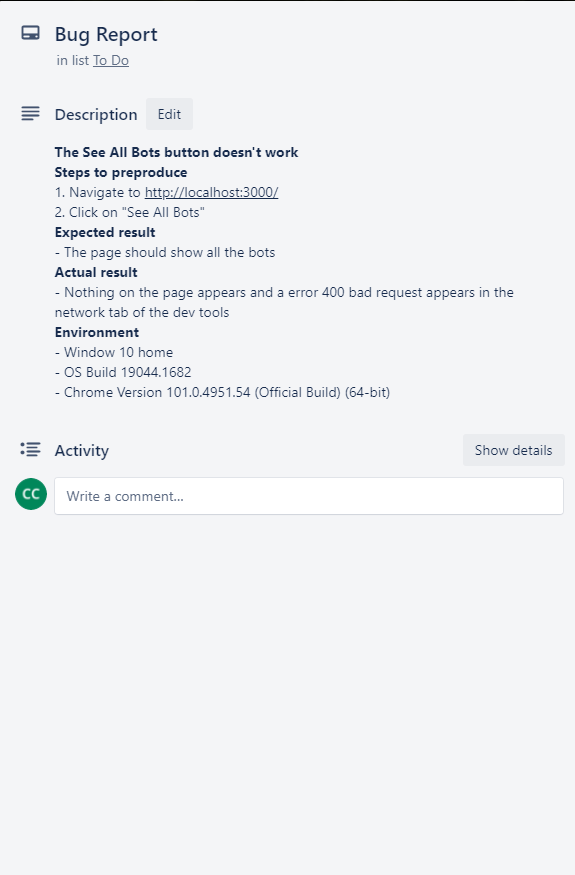 Bug Report
in list To Do
Description Edit
The See All Bots button doesn't work
Steps to preproduce
1. Navigate to http://localhost:3000/
2. Click on "See All Bots"
Expected result
- The page should show all the bots
Actual result
- Nothing on the page appears and a error 400 bad request appears in the
network tab of the dev tools
Environment
- Window 10 home
- OS Build 19044.1682
- Chrome Version 101.0.4951.54 (Official Build) (64-bit)
Activity Show details
CC Write a comment...